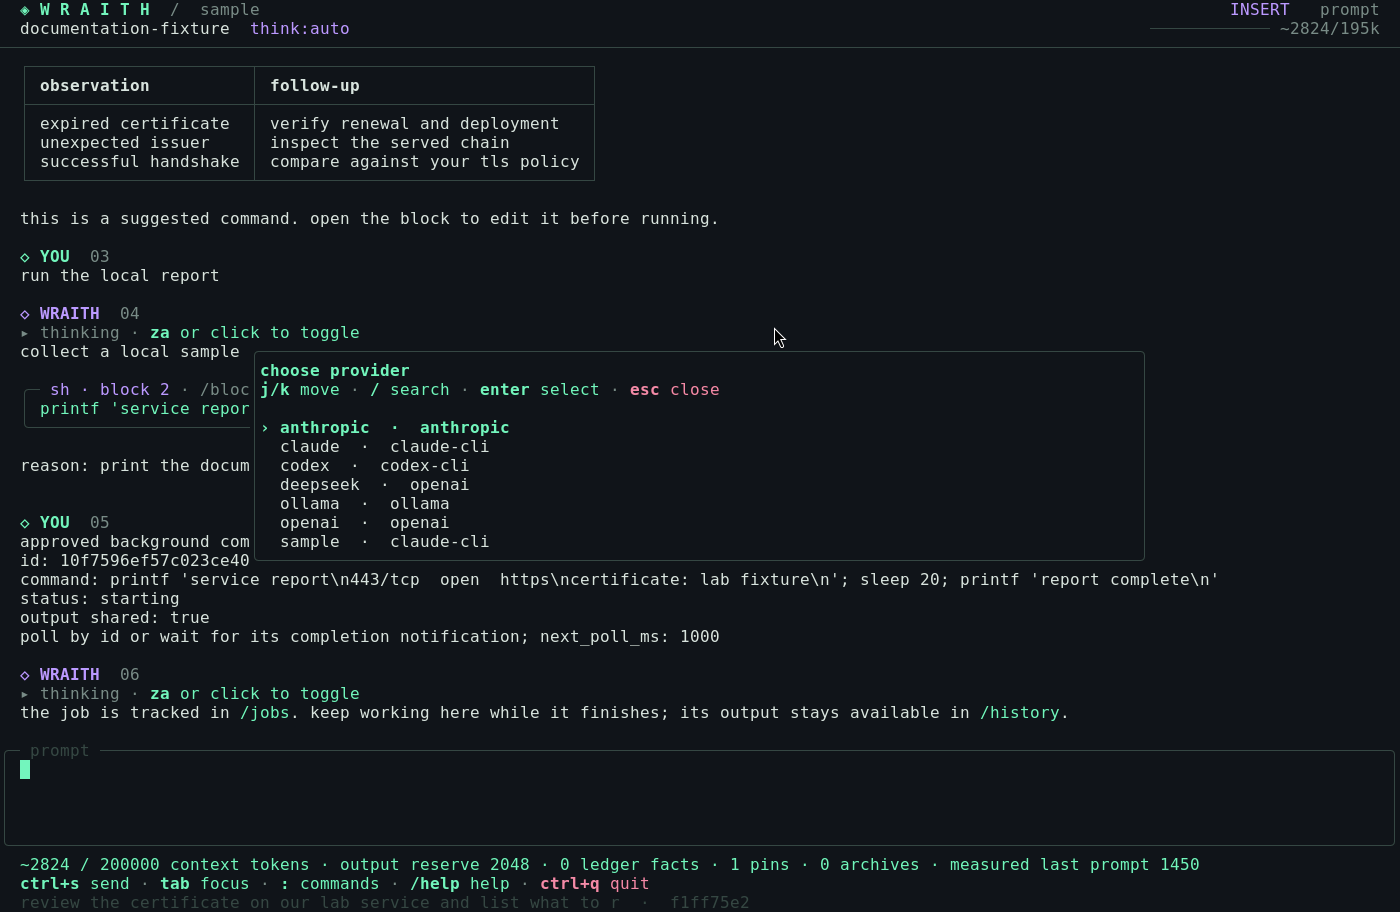 ◈ W R A I T H / sample INSERT prompt
documentation-fixture think:auto ~2824/195k
observation follow-up
expired certificate verify renewal and deployment
unexpected issuer inspect the served chain
successful handshake compare against your tls policy
this is a suggested command. open the block to edit it before running.
◇ YOU 03
run the local report
◇ WRAITH 04
▸ thinking · za or click to toggle
collect a local sample
choose provider
j/k move · / search · enter select · esc close
› anthropic · anthropic
claude · claude-cli
codex · codex-cli
deepseek · openai
ollama · ollama
openai · openai
sample · claude-cli
sh · block 2 · /bloc
printf 'service repor
reason: print the docum
◇ YOU 05
approved background com
id: 10f7596ef57c023ce40
command: printf 'service report\n443/tcp open https\ncertificate: lab fixture\n'; sleep 20; printf 'report complete\n'
status: starting
output shared: true
poll by id or wait for its completion notification; next_poll_ms: 1000
◇ WRAITH 06
▸ thinking · za or click to toggle
the job is tracked in /jobs. keep working here while it finishes; its output stays available in /history.
prompt
~2824 / 200000 context tokens · output reserve 2048 · 0 ledger facts · 1 pins · 0 archives · measured last prompt 1450
ctrl+s send · tab focus · : commands · /help help · ctrl+q quit
review the certificate on our lab service and list what to r · f1ff75e2